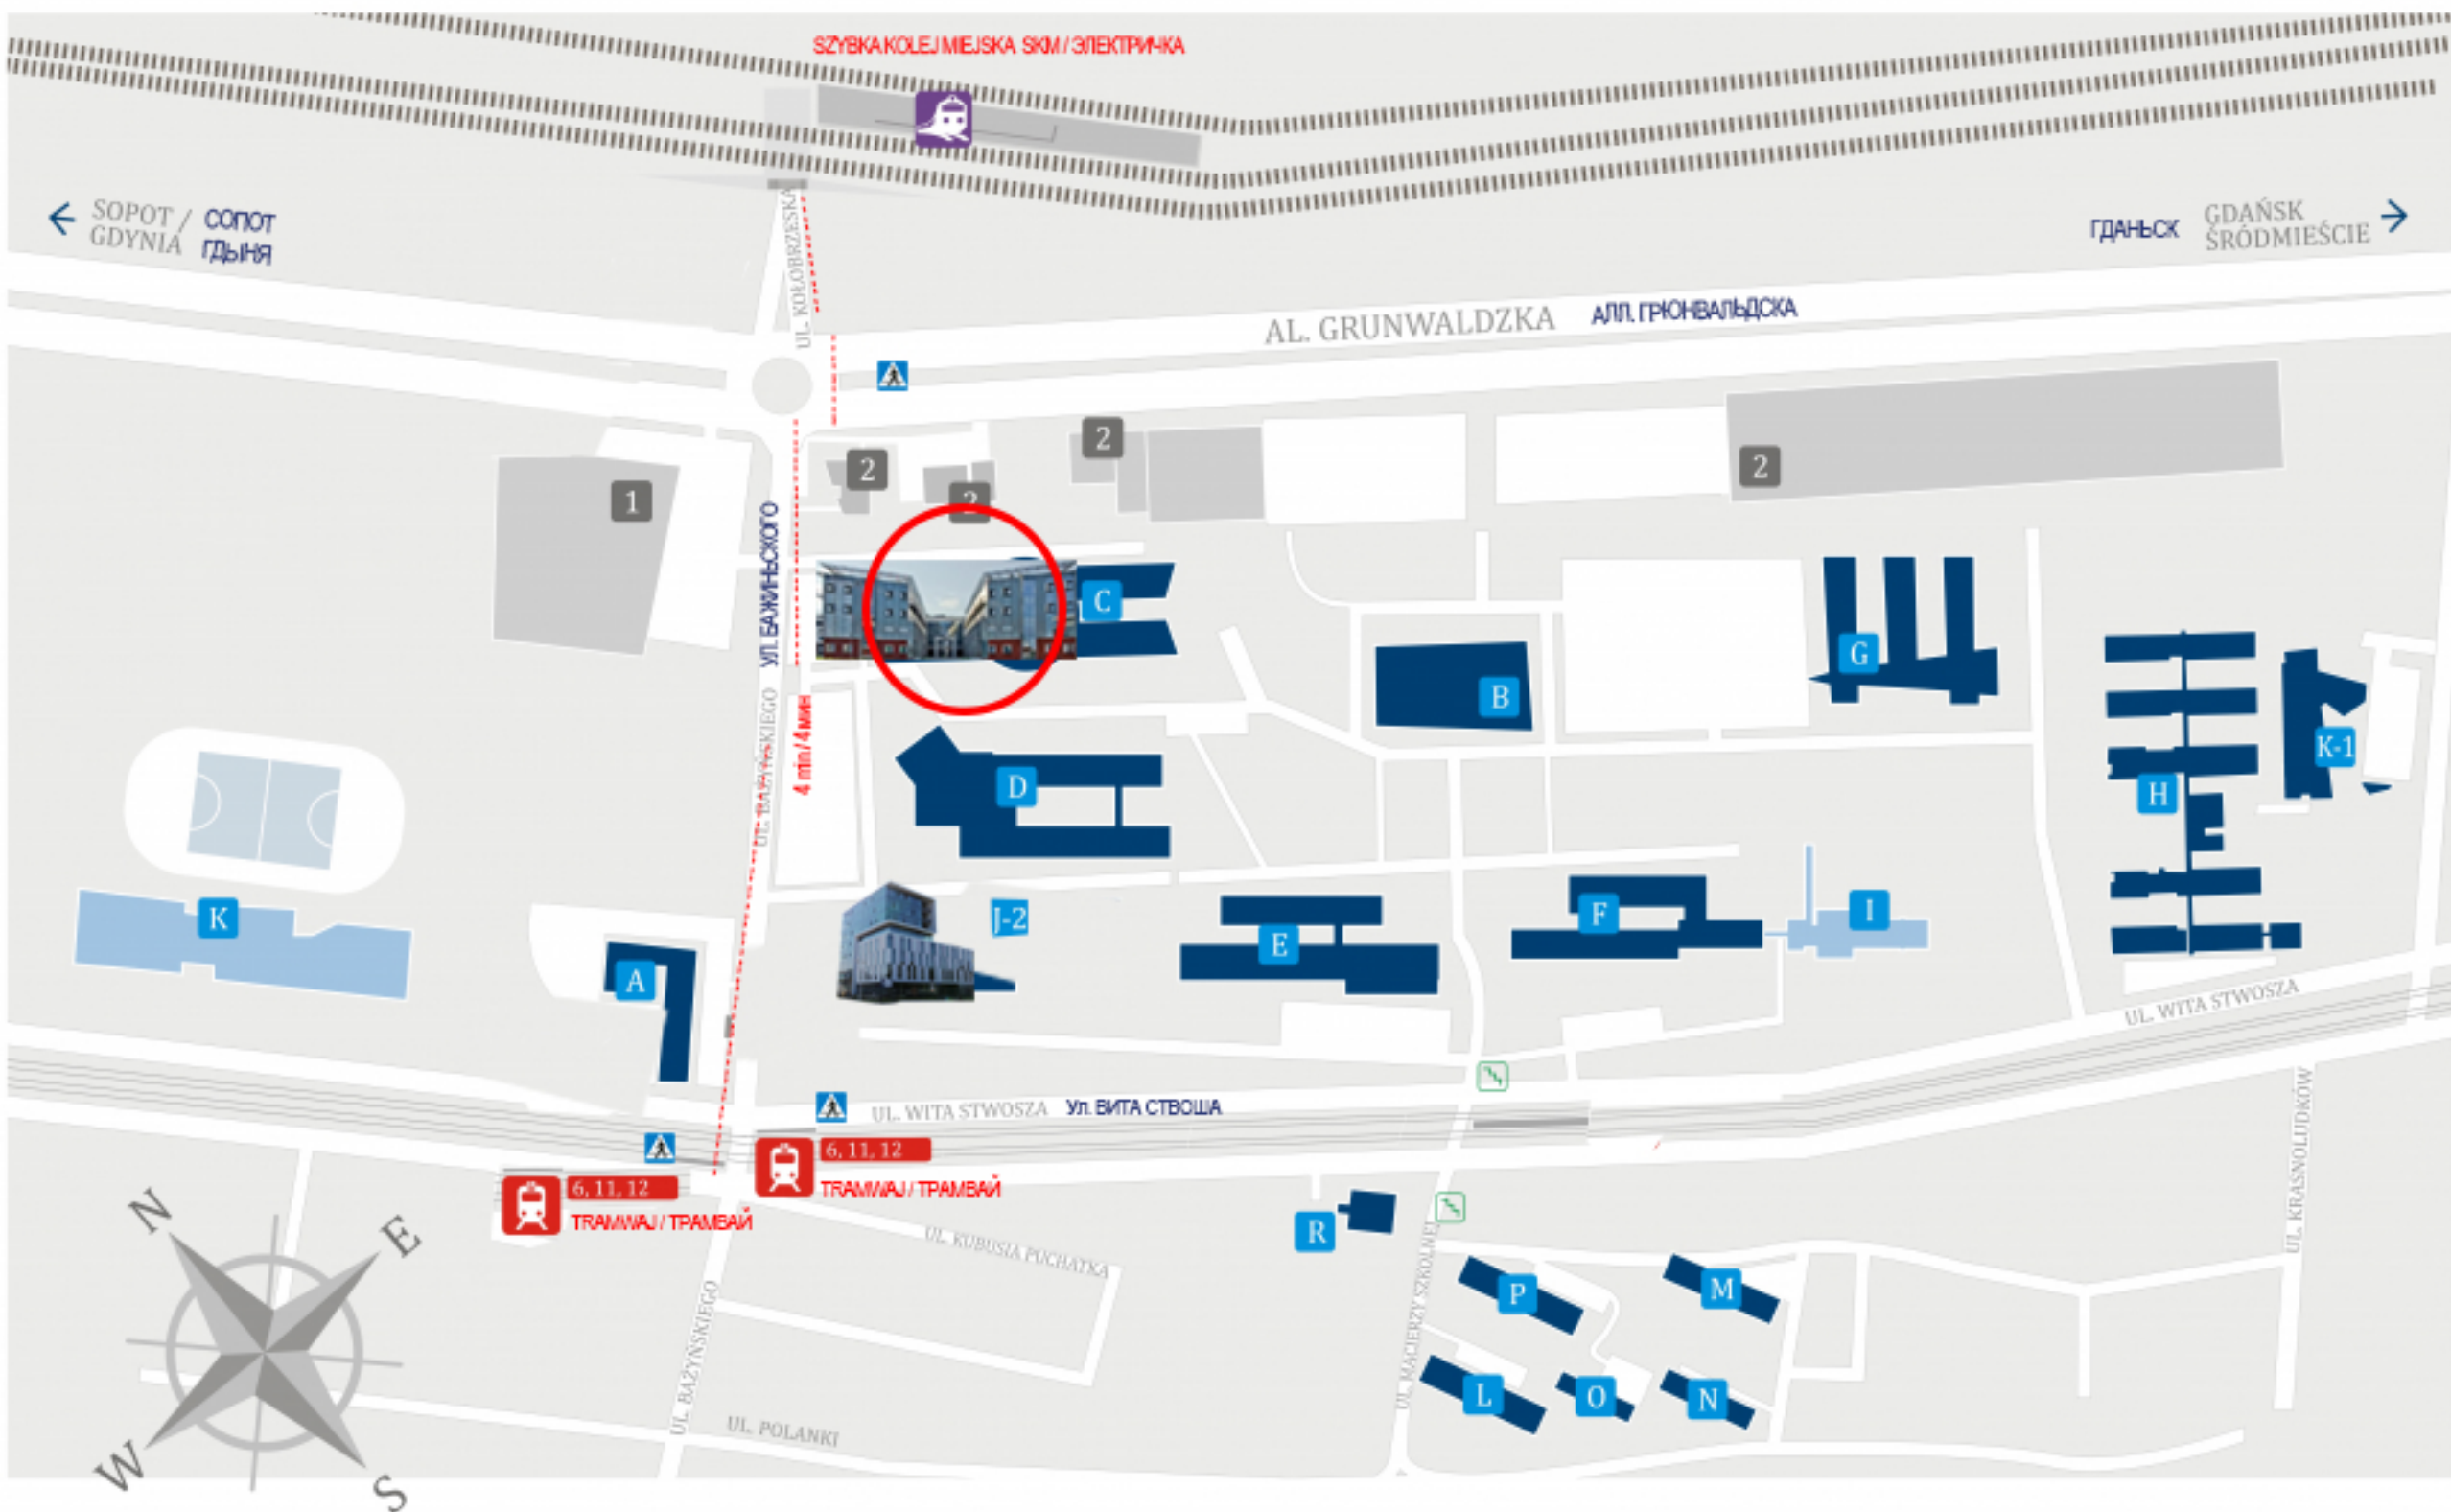 SZYBKA KOLEJ MIEJSKA SKM / ЭЛЕКТРИЧКА
SOPOT / СОПОТ
GDYNIA ГДЫНЯ
ГДАНЬСК GDAŃSK
ŚRÓDMIEŚCIE
UL. KOŁOBRZESKA
AL. GRUNWALDZKA АЛЛ. ГРЮНВАЛЬДСКА
2
2
2
1
2
УЛ. БАЖИНЬСКОГО
C
G
B
UL. BAŻYŃSKIEGO
4 min/4мин
K-1
D
H
K
J-2
F
I
E
A
UL. WITA STWOSZA
UL. WITA STWOSZA Ул. ВИТА СТВОША
6, 11, 12
TRAMWAJ / ТРАМВАЙ
6, 11, 12
TRAMWAJ / ТРАМВАЙ
UL. KRASNOLUDKÓW
R
N
E
UL. KUBUSIA PUCHATKA
UL. MACIERZY SZKOLNEJ
P
M
UL. BAŻYŃSKIEGO
L
O
N
UL. POLANKI
W
S